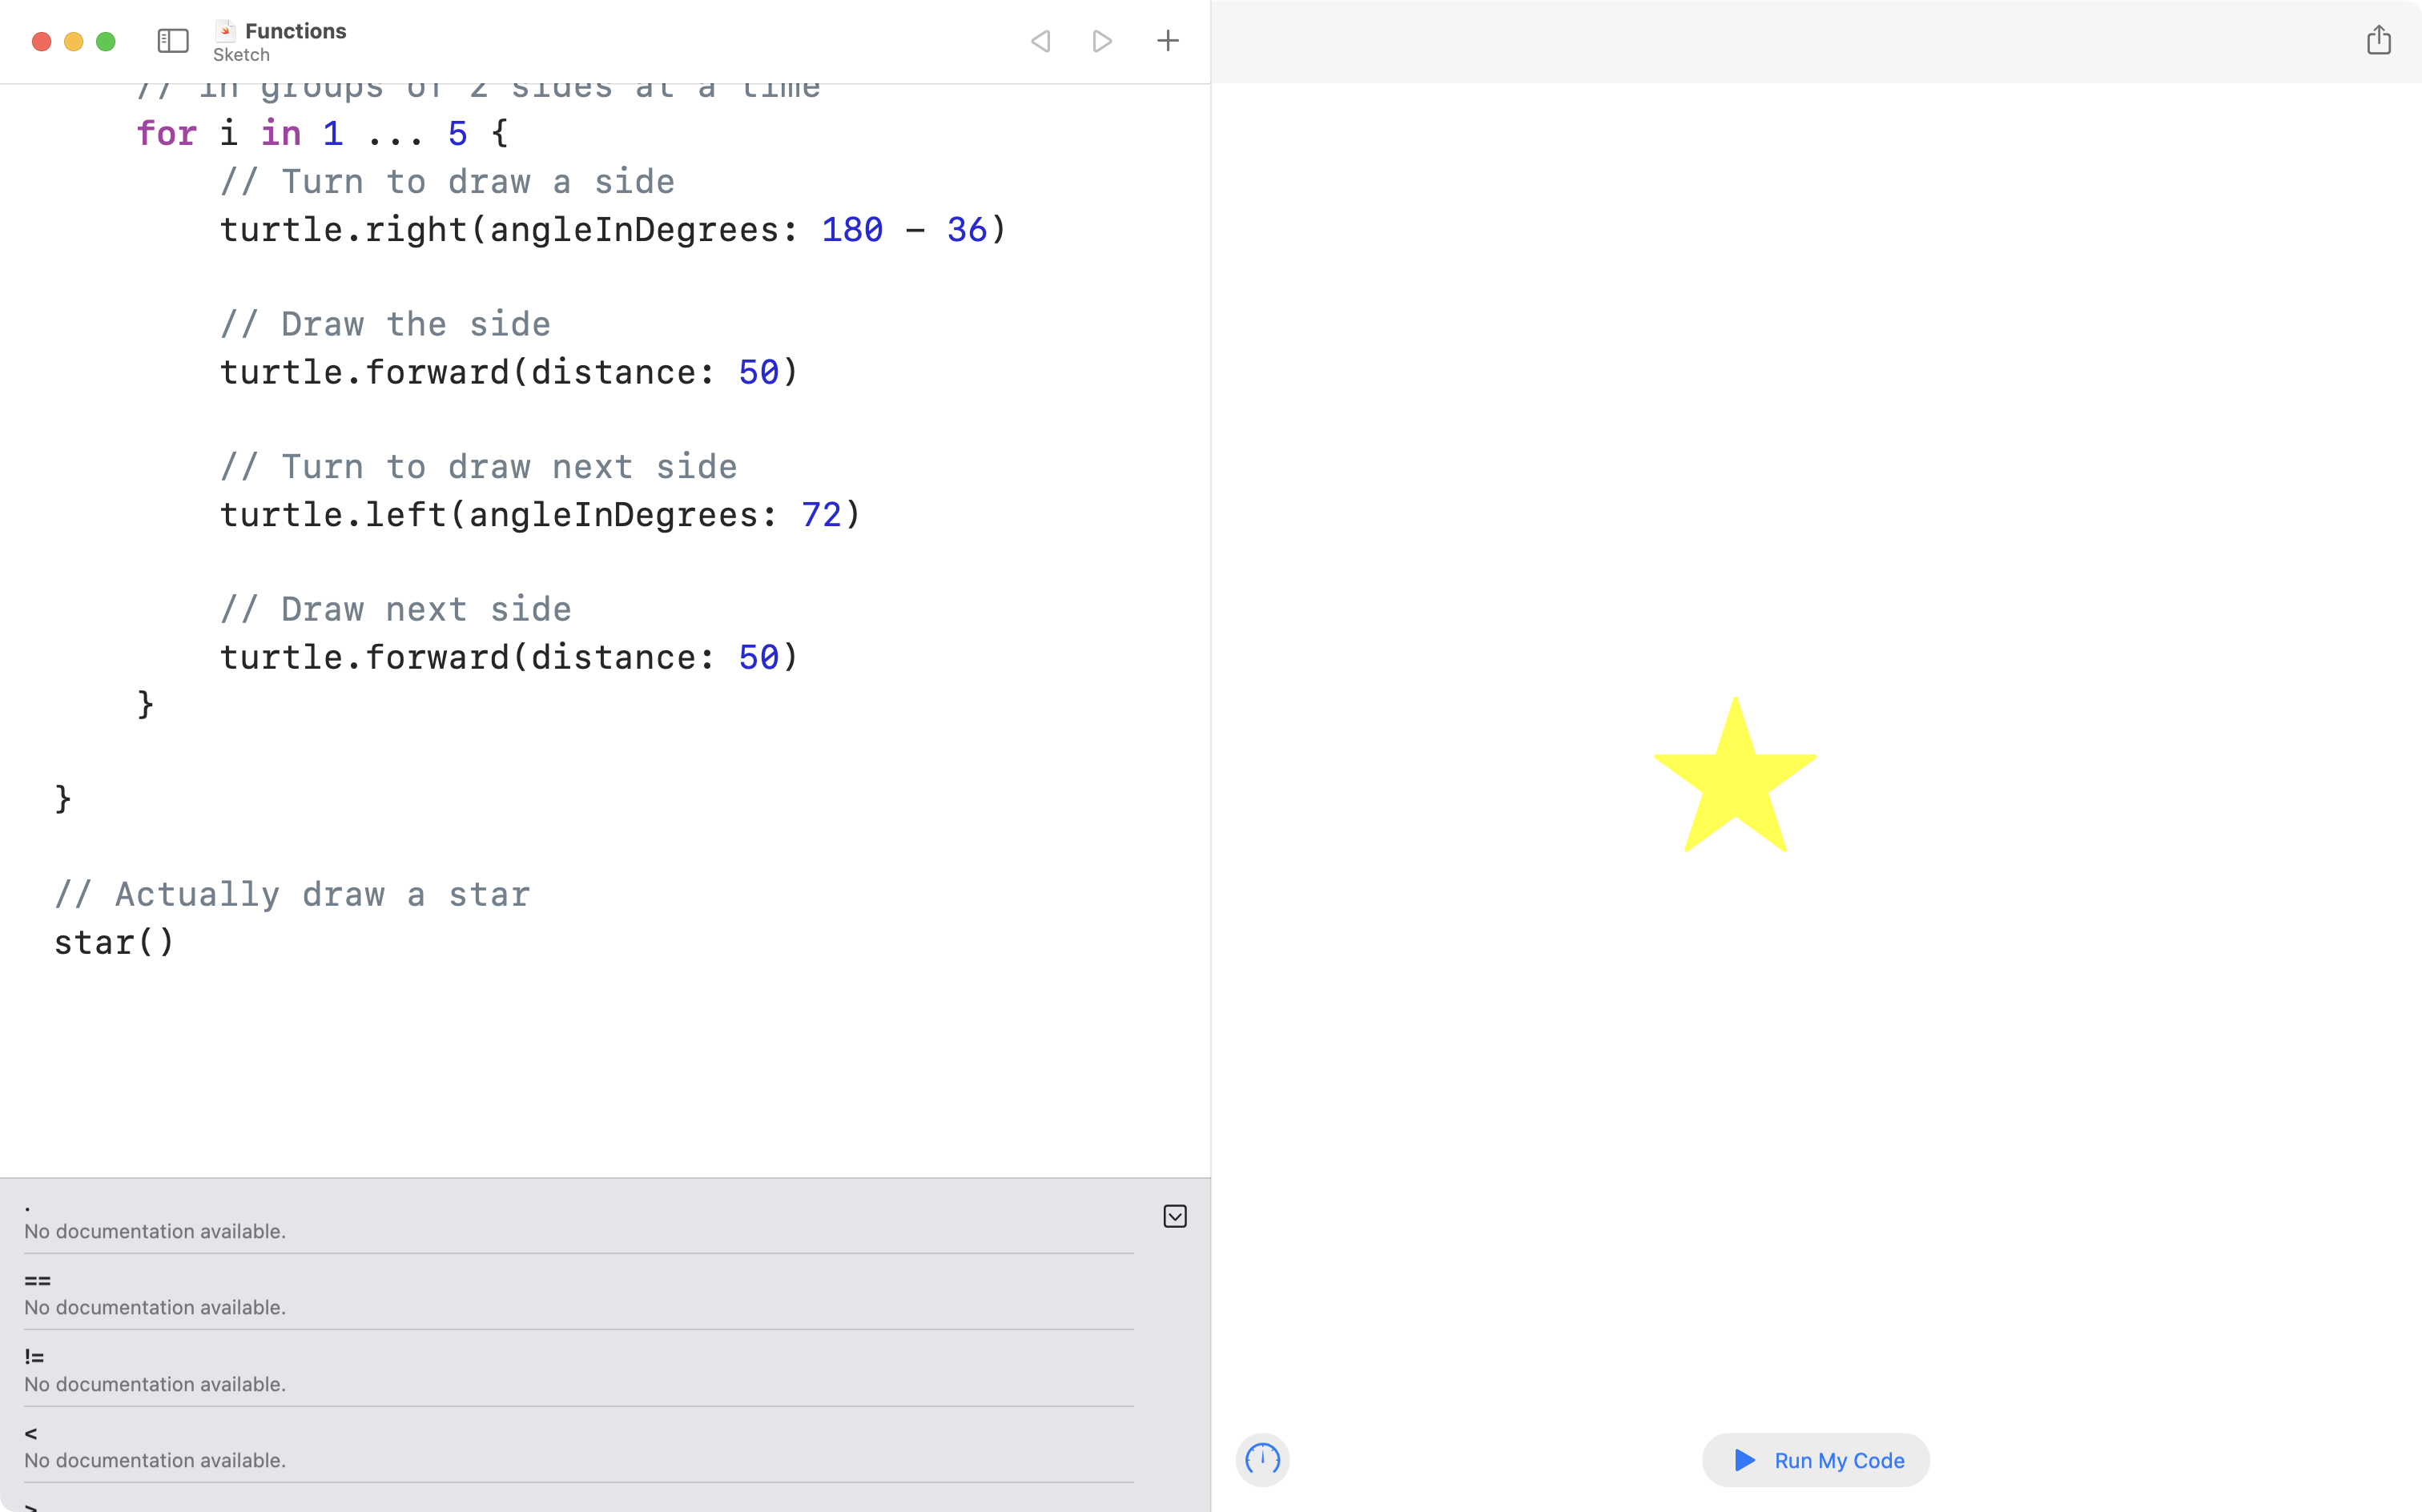 Functions
Sketch
// in groups of 2 sides at a time
for i in 1 ... 5 {
// Turn to draw a side
turtle.right(angleInDegrees: 180 - 36)
// Draw the side
turtle.forward(distance: 50)
// Turn to draw next side
turtle.left(angleInDegrees: 72)
// Draw next side
turtle.forward(distance: 50)
}
}
// Actually draw a star
star()
.
No documentation available.
==
No documentation available.
!=
No documentation available.
<
No documentation available.
>
Run My Code